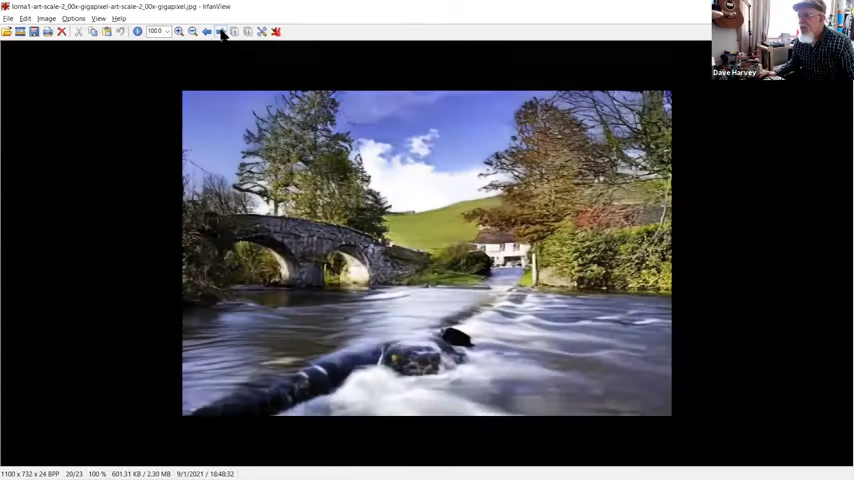 lorna1-art-scale-2_00x-gigapixel-art-scale-2_00x-gigapixel.jpg - IrfanView
File Edit Image Options View Help
100.0
Dave Harvey
1100 x 732 x 24 BPP 20/23 100 % 601.31 KB / 2.30 MB 9/1/2021 / 18:48:32